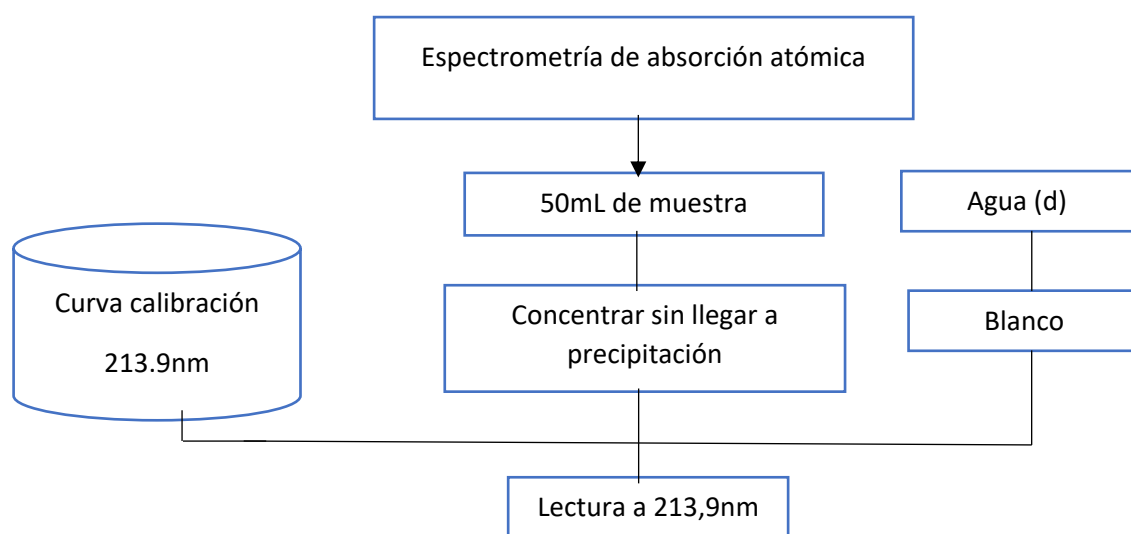 Espectrometría de absorción atómica
50mL de muestra
Agua (d)
Curva calibración
213.9nm
Concentrar sin llegar a
precipitación
Blanco
Lectura a 213,9nm